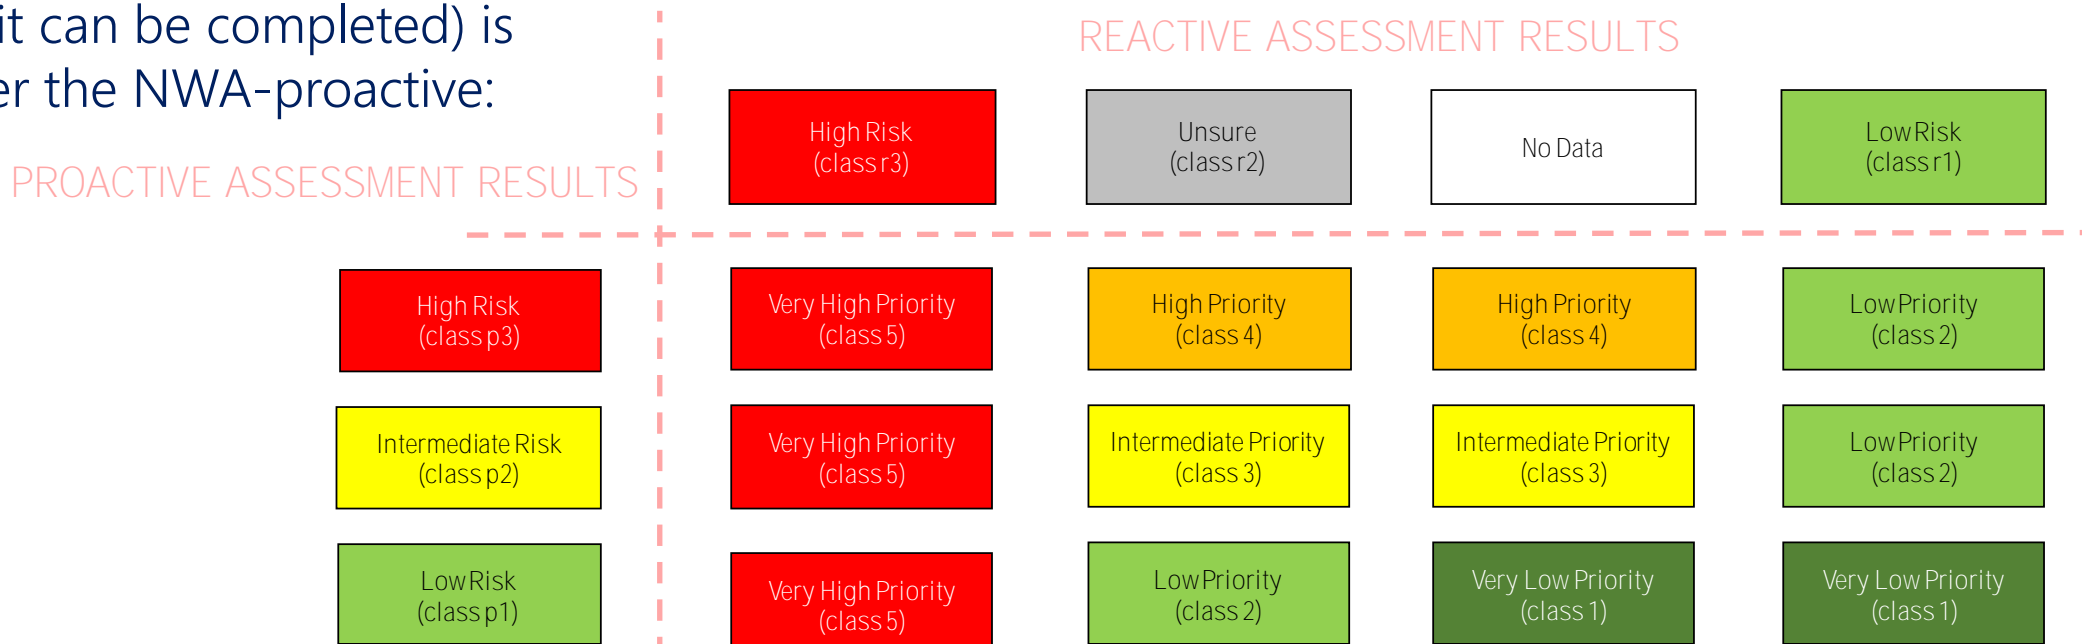 it can be completed) is
er the NWA-proactive:
REACTIVE ASSESSMENT RESULTS
PROACTIVE ASSESSMENT RESULTS
High Risk
(class r3)
Unsure
(class r2)
No Data
Low Risk
(class r1)
High Risk
(class p3)
Very High Priority
(class 5)
High Priority
(class 4)
High Priority
(class 4)
Low Priority
(class 2)
Intermediate Risk
(class p2)
Very High Priority
(class 5)
Intermediate Priority
(class 3)
Intermediate Priority
(class 3)
Low Priority
(class 2)
Low Risk
(class p1)
Very High Priority
(class 5)
Low Priority
(class 2)
Very Low Priority
(class 1)
Very Low Priority
(class 1)